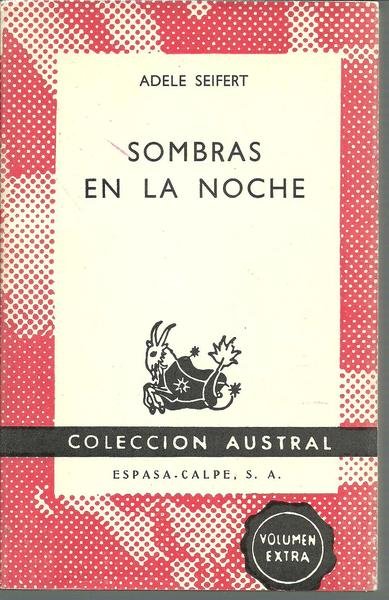 ADELE SEIFERT
SOMBRAS
EN LA NOCHE
COLECCION AUSTRAL
ESPASA-CALPE, S. A.
VOLUMEN
EXTRA